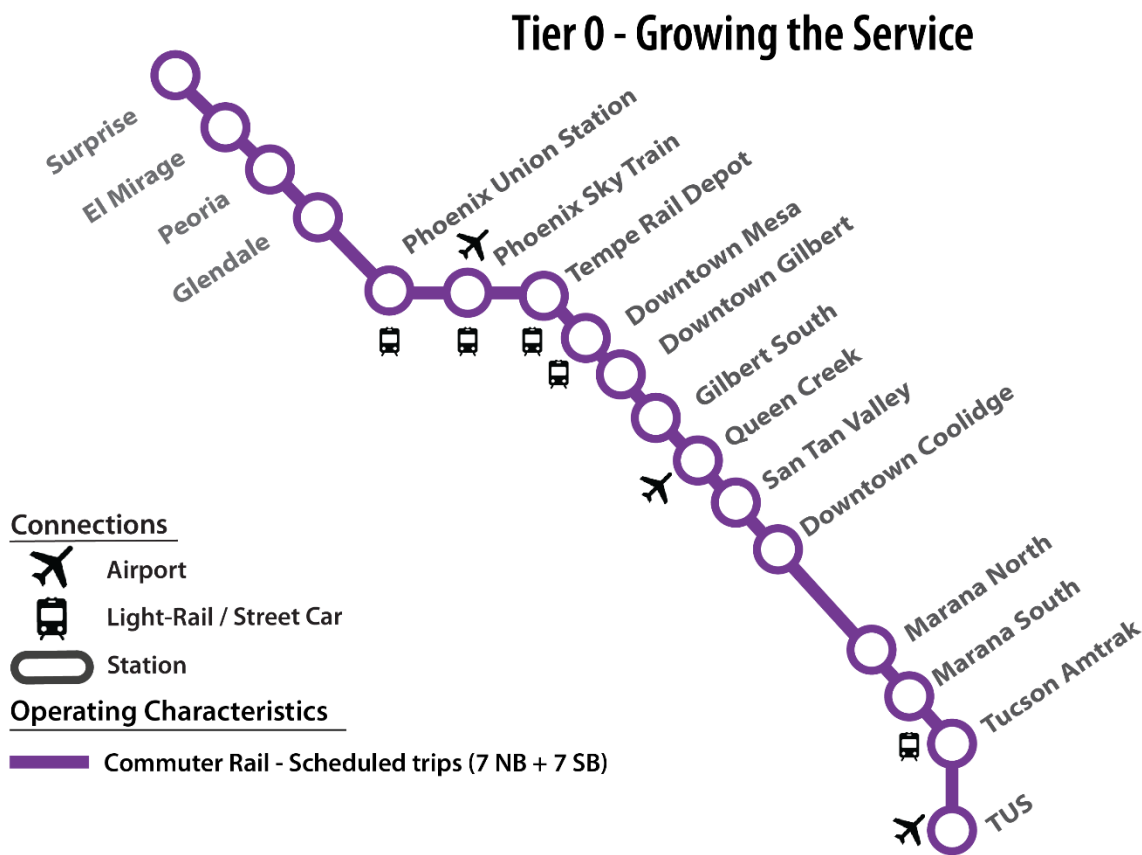 Tier 0 - Growing the Service
Surprise
El Mirage
Peoria
Glendale
Phoenix Union Station
Phoenix Sky Train
Tempe Rail Depot
Downtown Mesa
Downtown Gilbert
Gilbert South
Queen Creek
San Tan Valley
Downtown Coolidge
Marana North
Marana South
Tucson Amtrak
TUS
Connections
Airport
Light-Rail / Street Car
Station
Operating Characteristics
Commuter Rail - Scheduled trips (7 NB + 7 SB)